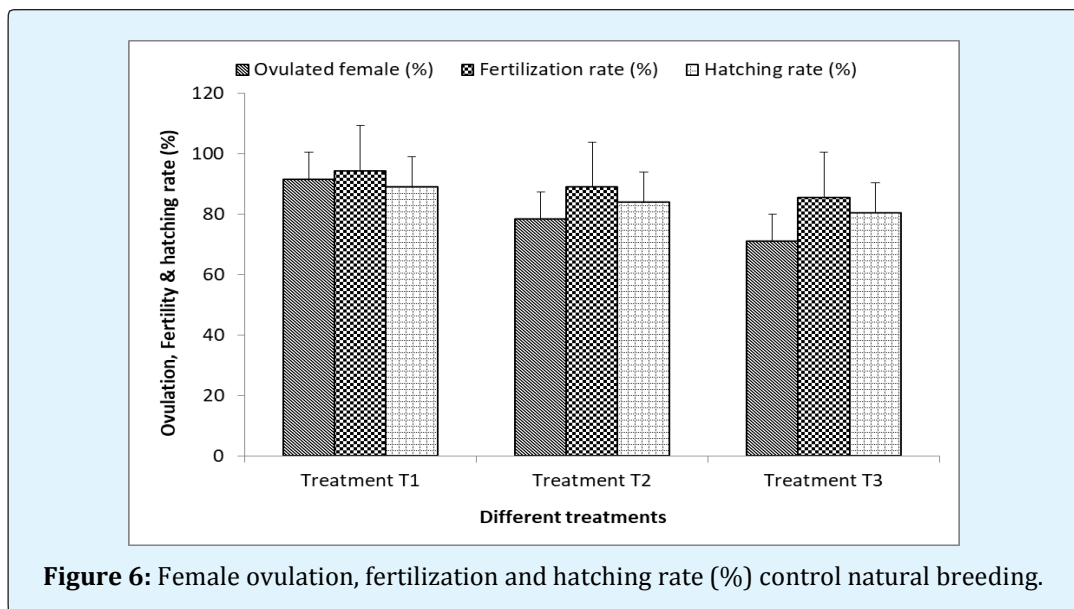 Ovulated female (%) Fertilization rate (%) Hatching rate (%)
Ovulation, Fertility & hatching rate (%)
120
100
80
60
40
20
0
Treatment T1 Treatment T2 Treatment T3
Different treatments
Figure 6: Female ovulation, fertilization and hatching rate (%) control natural breeding.